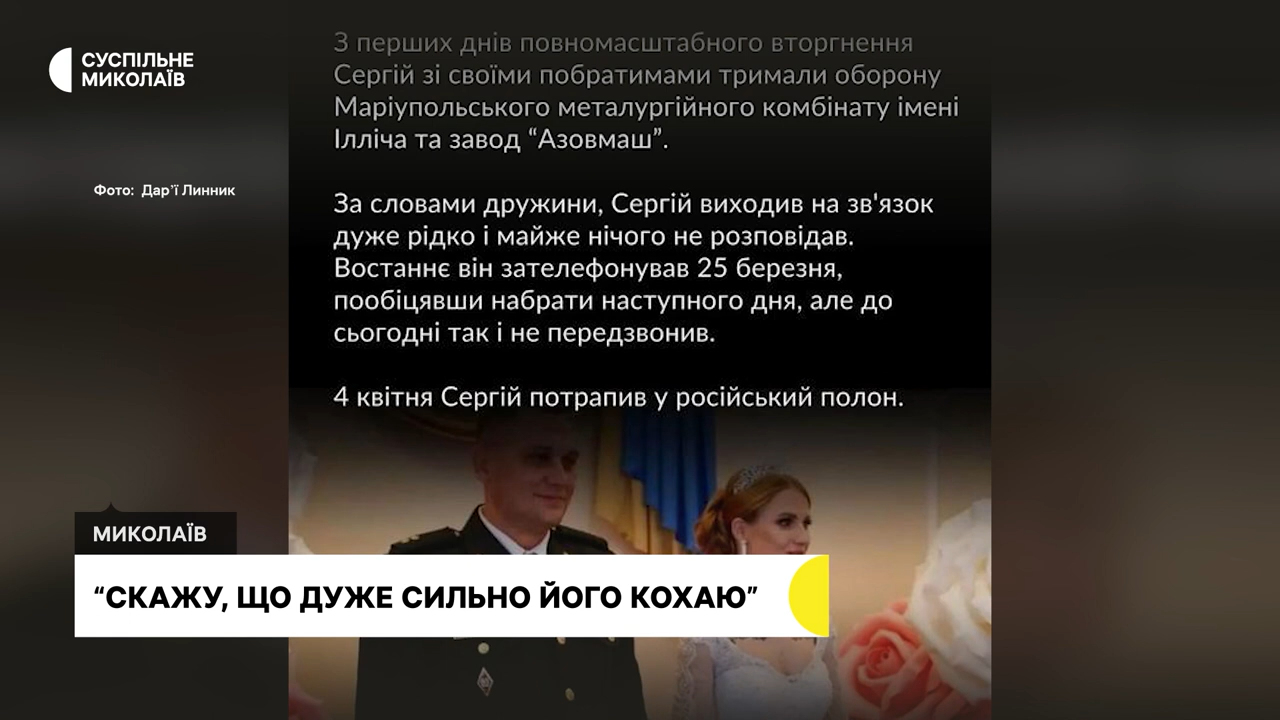 СУСПІЛЬНЕ
МИКОЛАЇВ
Фото: Дар’ї Линник
З перших днів повномасштабного вторгнення
Сергій зі своїми побратимами тримали оборону
Маріупольського металургійного комбінату імені
Ілліча та завод “Азовмаш”.
За словами дружини, Сергій виходив на зв'язок
дуже рідко і майже нічого не розповідав.
Востаннє він зателефонував 25 березня,
пообіцявши набрати наступного дня, але до
сьогодні так і не передзвонив.
4 квітня Сергій потрапив у російський полон.
МИКОЛАЇВ
“СКАЖУ, ЩО ДУЖЕ СИЛЬНО ЙОГО КОХАЮ”